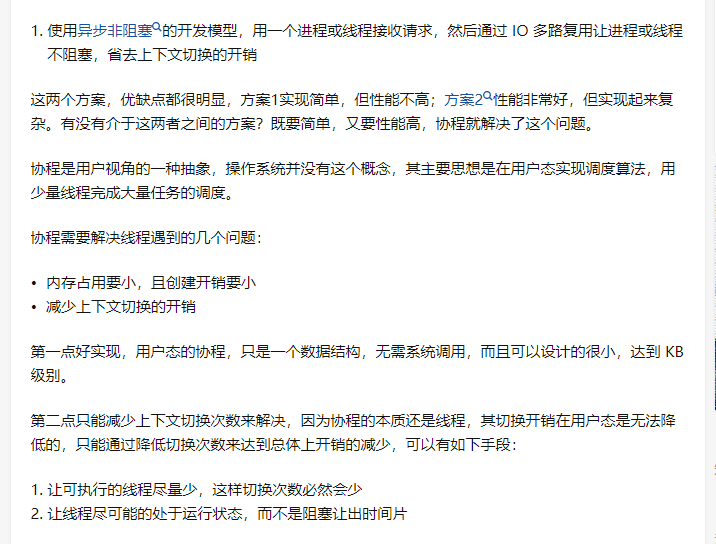 1. 使用异步非阻塞的开发模型，用一个进程或线程接收请求，然后通过 IO 多路复用让进程或线程
不阻塞，省去上下文切换的开销
这两个方案，优缺点都很明显，方案1实现简单，但性能不高；方案2性能非常好，但实现起来复
杂。有没有介于这两者之间的方案？既要简单，又要性能高，协程就解决了这个问题。
协程是用户视角的一种抽象，操作系统并没有这个概念，其主要思想是在用户态实现调度算法，用
少量线程完成大量任务的调度。
协程需要解决线程遇到的几个问题：
• 内存占用要小，且创建开销要小
• 减少上下文切换的开销
第一点好实现，用户态的协程，只是一个数据结构，无需系统调用，而且可以设计的很小，达到 KB
级别。
第二点只能减少上下文切换次数来解决，因为协程的本质还是线程，其切换开销在用户态是无法降
低的，只能通过降低切换次数来达到总体上开销的减少，可以有如下手段：
1. 让可执行的线程尽量少，这样切换次数必然会少
2. 让线程尽可能的处于运行状态，而不是阻塞让出时间片